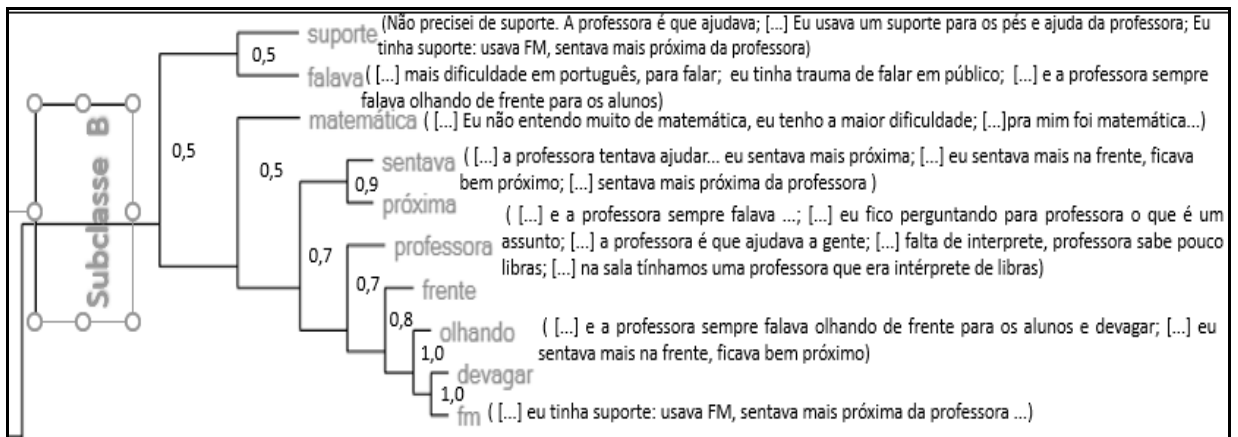 Subclasse B
0,5
0,5
0,5
0,9
0,7
0,7
0,8
1,0
1,0
suporte (Não precisei de suporte. A professora é que ajudava; [...] Eu usava um suporte para os pés e ajuda da professora; Eu
tinha suporte: usava FM, sentava mais próxima da professora)
falava ( [...] mais dificuldade em português, para falar; eu tinha trauma de falar em público; [...] e a professora sempre
falava olhando de frente para os alunos)
matemática ( [...] Eu não entendo muito de matemática, eu tenho a maior dificuldade; [...]pra mim foi matemática...)
sentava ( [...] a professora tentava ajudar... eu sentava mais próxima; [...] eu sentava mais na frente, ficava
bem próximo; [...] sentava mais próxima da professora )
próxima
professora ( [...] e a professora sempre falava ...; [...] eu fico perguntando para professora o que é um
assunto; [...] a professora é que ajudava a gente; [...] falta de interprete, professora sabe pouco
libras; [...] na sala tínhamos uma professora que era intérprete de libras)
frente
olhando ( [...] e a professora sempre falava olhando de frente para os alunos e devagar; [...] eu
sentava mais na frente, ficava bem próximo)
devagar
fm ( [...] eu tinha suporte: usava FM, sentava mais próxima da professora ...)